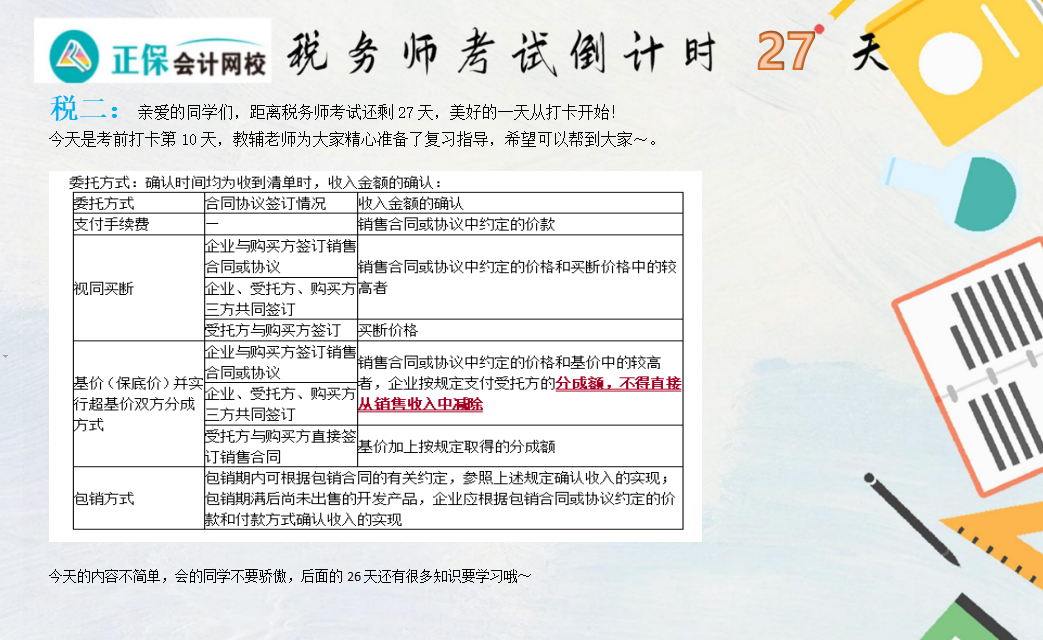 正保会计网校 税务师考试倒计时 27 天
税二：亲爱的同学们，距离税务师考试还剩 27 天，美好的一天从打卡开始！
今天是考前打卡第 10 天，教辅老师为大家精心准备了复习指导，希望可以帮到大家～。
委托方式：确认时间均为收到清单时，收入金额的确认：
委托方式 合同协议签订情况 收入金额的确认
支付手续费 — 销售合同或协议中约定的价款
视同买断
企业与购买方签订销售
合同或协议
企业、受托方、购买方
三方共同签订
销售合同或协议中约定的价格和买断价格中的较
高者
受托方与购买方签订 买断价格
基价（保底价）并实
行超基价双方分成
方式
企业与购买方签订销售
合同或协议
企业、受托方、购买方
三方共同签订
销售合同或协议中约定的价格和基价中的较高
者，企业按规定支付受托方的分成额，不得直接
从销售收入中减除
受托方与购买方直接签
订销售合同
基价加上按规定取得的分成额
包销方式
包销期内可根据包销合同的有关约定，参照上述规定确认收入的实现；
包销期满后尚未出售的开发产品，企业应根据包销合同或协议约定的价
款和付款方式确认收入的实现
今天的内容不简单，会的同学不要骄傲，后面的 26 天还有很多知识要学习哦～